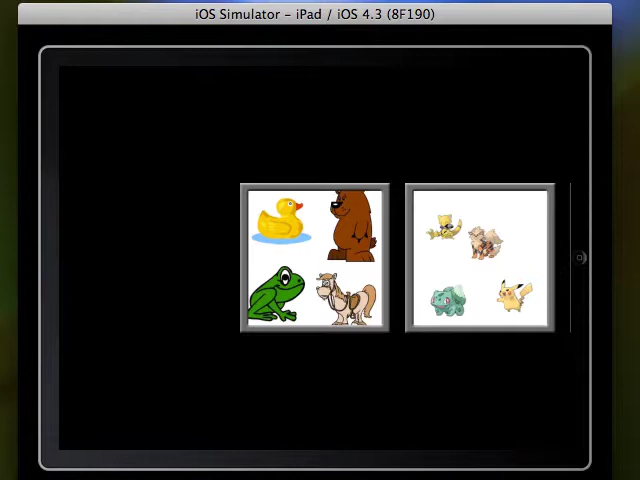 iOS Simulator – iPad / iOS 4.3 (8F190)